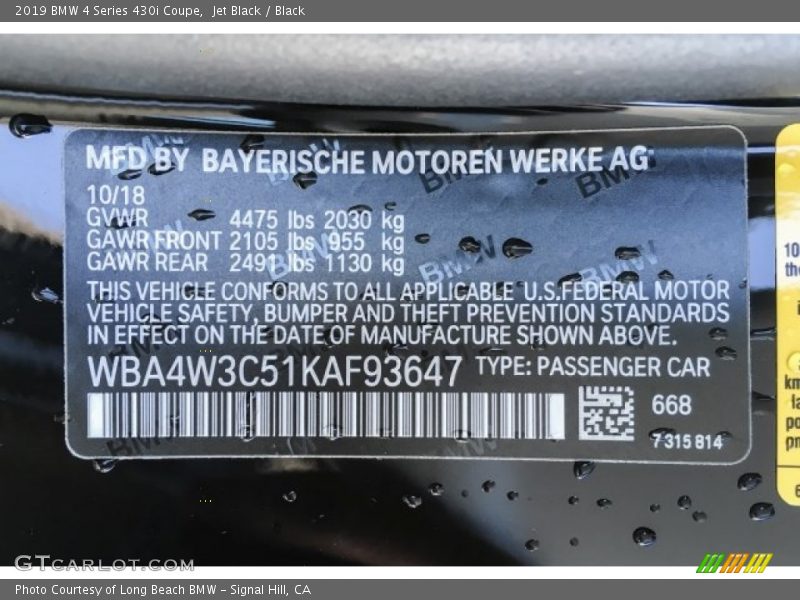 2019 BMW 4 Series 430i Coupe,  Jet Black / Black
MFD BY BAYERISCHE MOTOREN WERKE AG
10/18
GVWR 4475 lbs 2030 kg
GAWR FRONT 2105 lbs 955 kg
GAWR REAR 2491 lbs 1130 kg
THIS VEHICLE CONFORMS TO ALL APPLICABLE U.S.FEDERAL MOTOR
VEHICLE SAFETY, BUMPER AND THEFT PREVENTION STANDARDS
IN EFFECT ON THE DATE OF MANUFACTURE SHOWN ABOVE.
WBA4W3C51KAF93647 TYPE: PASSENGER CAR
668
7 315 814
GTCarLot.com
Photo Courtesy of Long Beach BMW – Signal Hill, CA